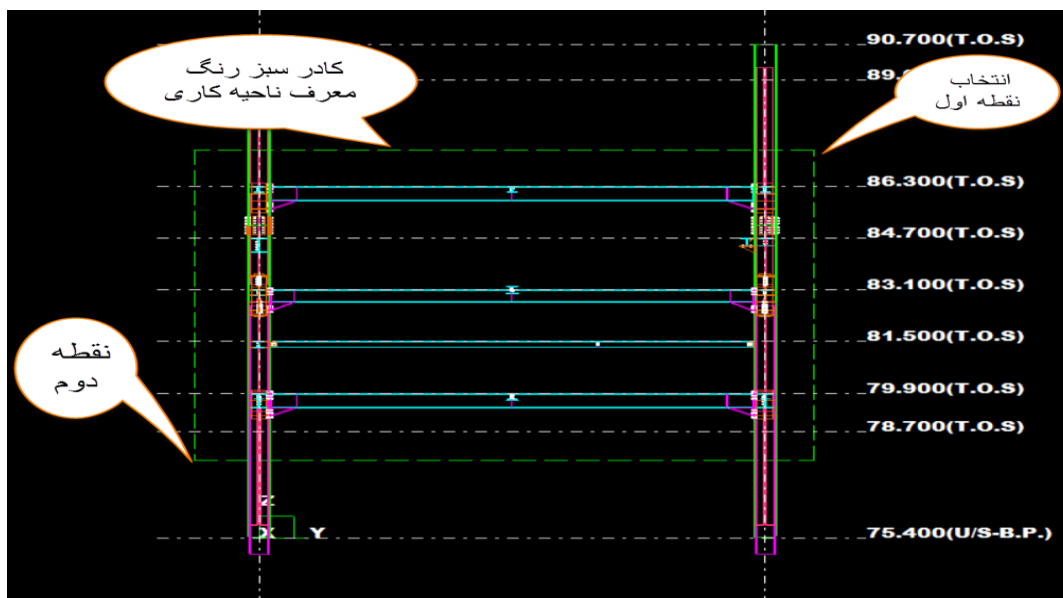 90.700(T.O.S)
کادر سبز رنگ
معرف ناحیه کاری
انتخاب
نقطه اول
86.300(T.O.S)
84.700(T.O.S)
83.100(T.O.S)
81.500(T.O.S)
نقطه
دوم
79.900(T.O.S)
78.700(T.O.S)
Z
X Y
75.400(U/S-B.P.)